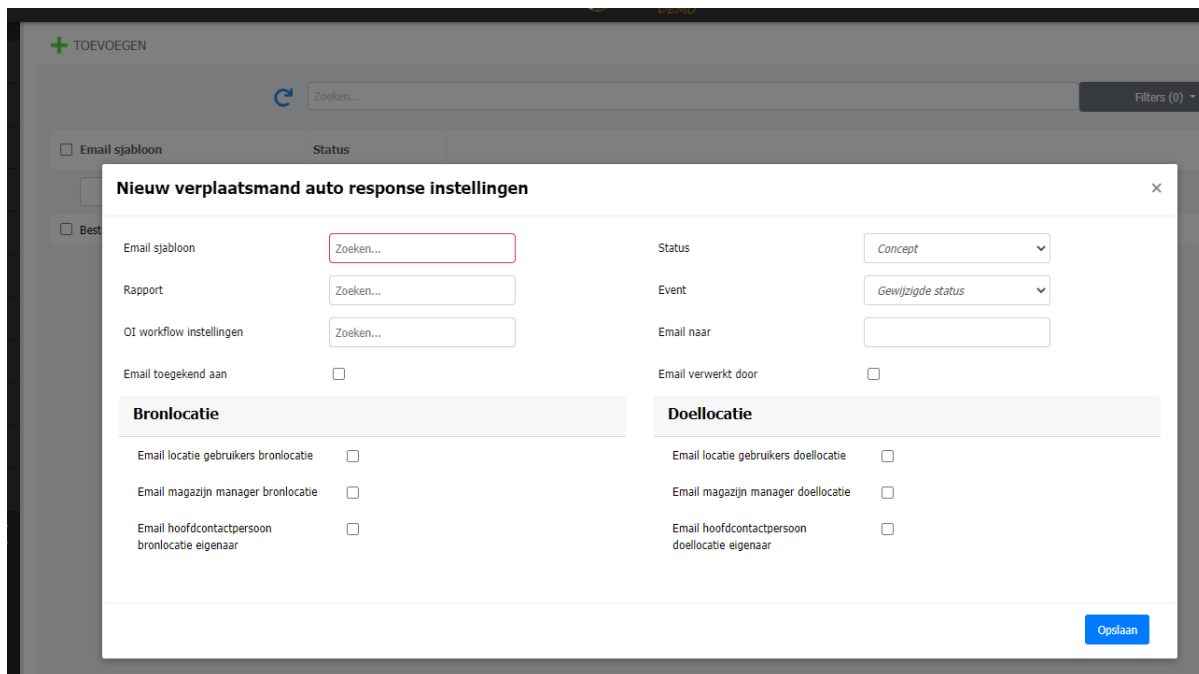 DEMO
TOEVOEGEN
Zoeken...
Filters (0)
Email sjabloon Status
Nieuw verplaatsmand auto response instellingen ×
Best
Email sjabloon Zoeken... Status Concept
Rapport Zoeken... Event Gewijzigde status
OI workflow instellingen Zoeken... Email naar
Email toegekend aan Email verwerkt door
Bronlocatie Doellocatie
Email locatie gebruikers bronlocatie Email locatie gebruikers doellocatie
Email magazijn manager bronlocatie Email magazijn manager doellocatie
Email hoofdcontactpersoon Email hoofdcontactpersoon
bronlocatie eigenaar doellocatie eigenaar
Opslaan